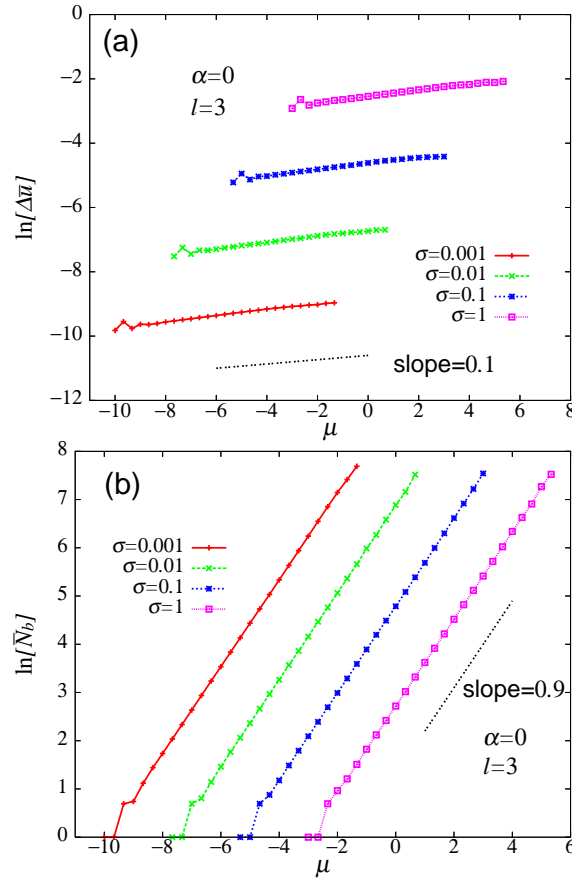 (a)
α=0
l=3
ln[Δu̅]
−2
−4
−6
−8
−10
−12
σ=0.001
σ=0.01
σ=0.1
σ=1
slope=0.1
−10 −8 −6 −4 −2 0 2 4 6 8
μ
(b)
ln[N̅b]
8
7
6
5
4
3
2
1
0
σ=0.001
σ=0.01
σ=0.1
σ=1
slope=0.9
α=0
l=3
−10 −8 −6 −4 −2 0 2 4 6
μ